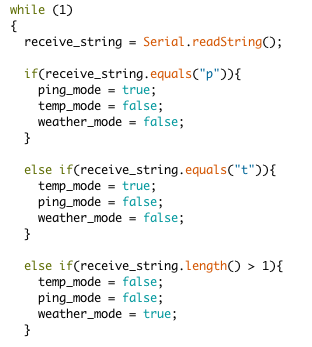 while (1)
{
  receive_string = Serial.readString();

  if(receive_string.equals("p")){
    ping_mode = true;
    temp_mode = false;
    weather_mode = false;
  }

  else if(receive_string.equals("t")){
    temp_mode = true;
    ping_mode = false;
    weather_mode = false;
  }

  else if(receive_string.length() > 1){
    temp_mode = false;
    ping_mode = false;
    weather_mode = true;
  }